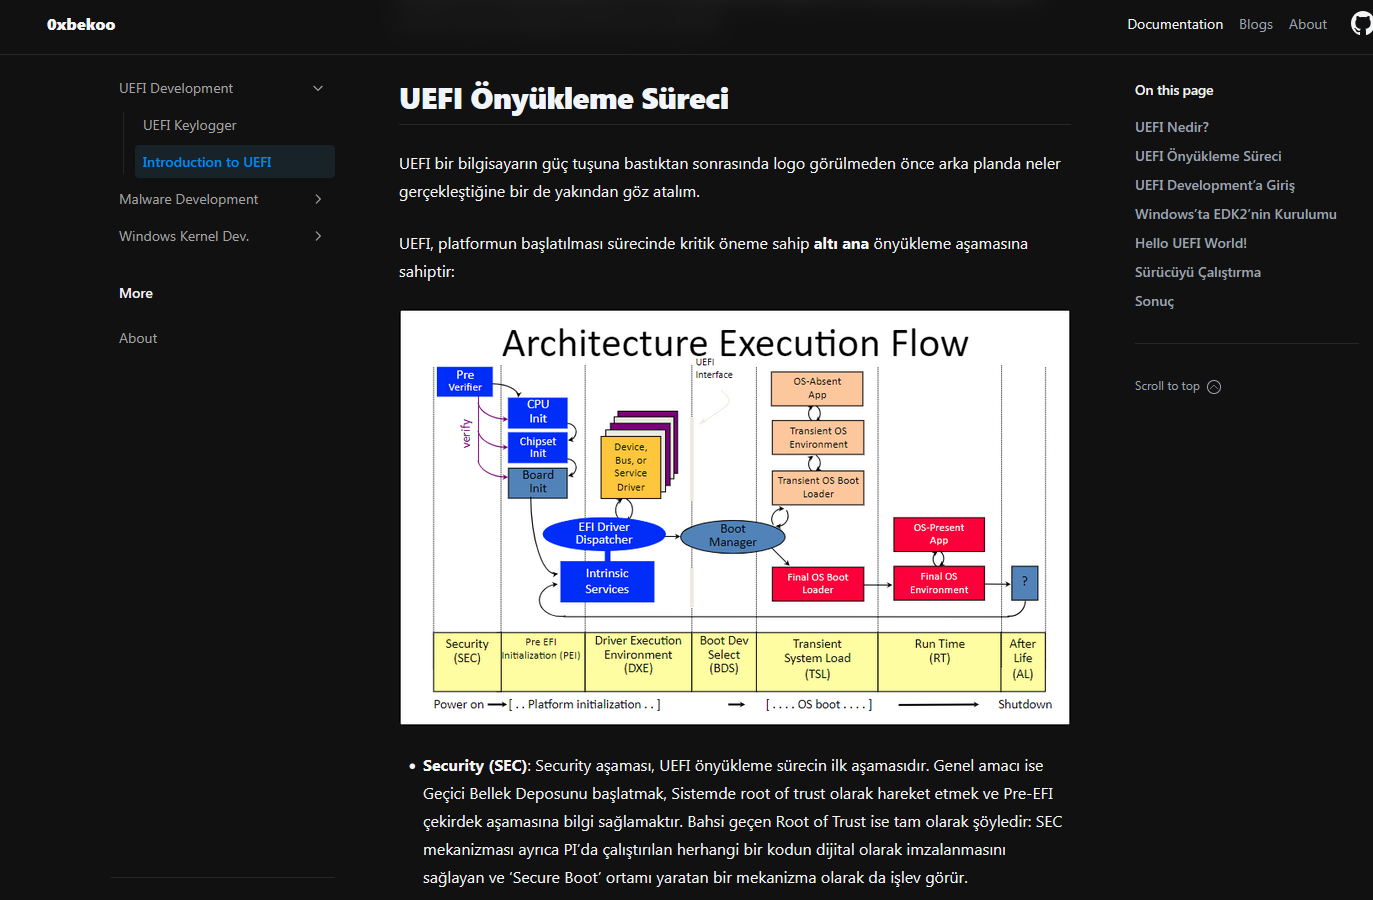 0xbekoo
Documentation Blogs About
UEFI Development
UEFI Keylogger
Introduction to UEFI
Malware Development
Windows Kernel Dev.
More
About
UEFI Önyükleme Süreci
UEFI bir bilgisayarın güç tuşuna bastıktan sonrasında logo görülmeden önce arka planda neler
gerçekleştiğine bir de yakından göz atalım.
UEFI, platformun başlatılması sürecinde kritik öneme sahip altı ana önyükleme aşamasına
sahiptir:
Architecture Execution Flow
UEFI
Interface
Pre
Verifier
verify
CPU
Init
Chipset
Init
Board
Init
Device,
Bus, or
Service
Driver
EFI Driver
Dispatcher
Intrinsic
Services
Boot
Manager
OS-Absent
App
Transient OS
Environment
Transient OS Boot
Loader
Final OS Boot
Loader
OS-Present
App
Final OS
Environment
?
Security
(SEC)
Pre EFI
Initialization (PEI)
Driver Execution
Environment
(DXE)
Boot Dev
Select
(BDS)
Transient
System Load
(TSL)
Run Time
(RT)
After
Life
(AL)
Power on [ . . Platform initialization . . ] [ . . . . OS boot . . . . ] Shutdown
• Security (SEC): Security aşaması, UEFI önyükleme sürecin ilk aşamasıdır. Genel amacı ise
Geçici Bellek Deposunu başlatmak, Sistemde root of trust olarak hareket etmek ve Pre-EFI
çekirdek aşamasına bilgi sağlamaktır. Bahsi geçen Root of Trust ise tam olarak şöyledir: SEC
mekanizması ayrıca PI’da çalıştırılan herhangi bir kodun dijital olarak imzalanmasını
sağlayan ve ‘Secure Boot’ ortamı yaratan bir mekanizma olarak da işlev görür.
On this page
UEFI Nedir?
UEFI Önyükleme Süreci
UEFI Development’a Giriş
Windows’ta EDK2’nin Kurulumu
Hello UEFI World!
Sürücüyü Çalıştırma
Sonuç
Scroll to top